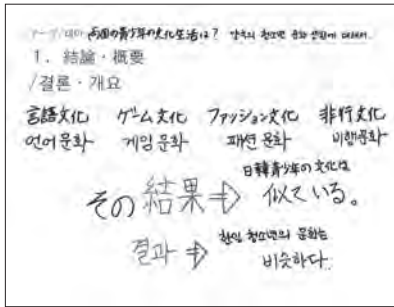 テーマ/테마 両国の青少年の文化生活は? 양국의 청소년 문화 생활에 대해서.
1. 結論・概要
/결론・개요
言語文化 ゲーム文化 ファッション文化 非行文化
언어문화 게임 문화 패션 문화 비행문화
日韓青少年の文化は
その結果⇨ 似ている。
한일 청소년의 문화는
결과 ⇨ 비슷하다.